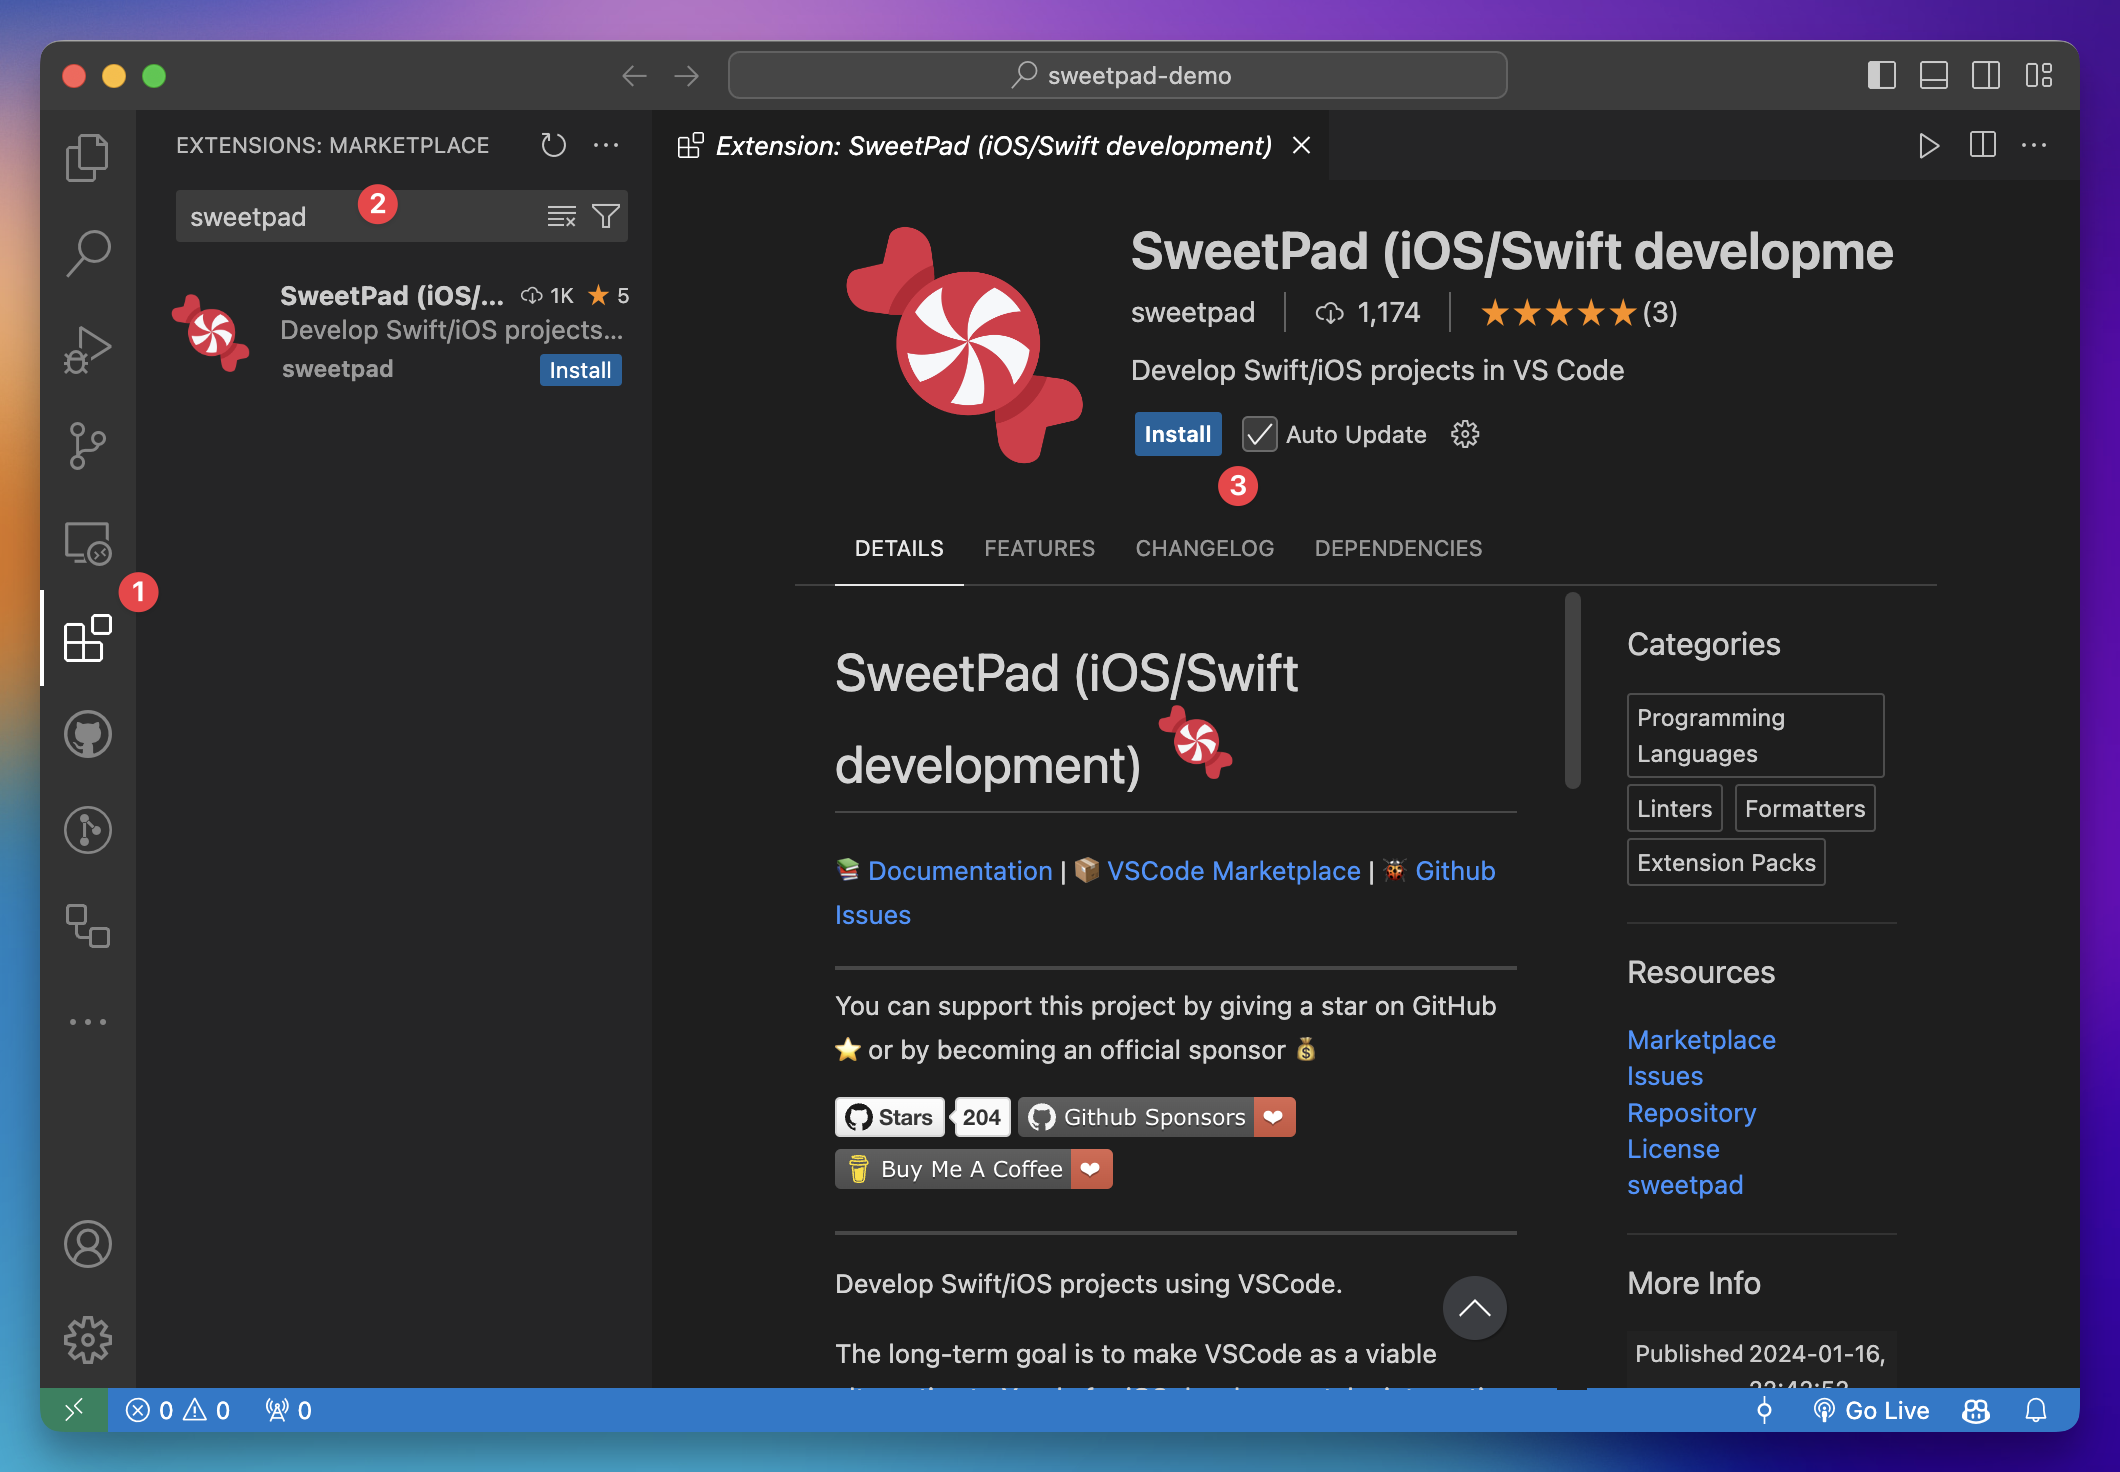 sweetpad-demo
EXTENSIONS: MARKETPLACE
Extension: SweetPad (iOS/Swift development)
sweetpad
2
SweetPad (iOS/... 1K ★ 5
Develop Swift/iOS projects...
sweetpad
Install
1
SweetPad (iOS/Swift developme
sweetpad | 1,174 | ★★★★★ (3)
Develop Swift/iOS projects in VS Code
Install Auto Update
3
DETAILS FEATURES CHANGELOG DEPENDENCIES
SweetPad (iOS/Swift
development)
Documentation | VSCode Marketplace | Github
Issues
You can support this project by giving a star on GitHub
⭐ or by becoming an official sponsor 💰
Stars 204 Github Sponsors
Buy Me A Coffee
Develop Swift/iOS projects using VSCode.
The long-term goal is to make VSCode as a viable
Categories
Programming
Languages
Linters Formatters
Extension Packs
Resources
Marketplace
Issues
Repository
License
sweetpad
More Info
Published 2024-01-16,
0 0 0 Go Live